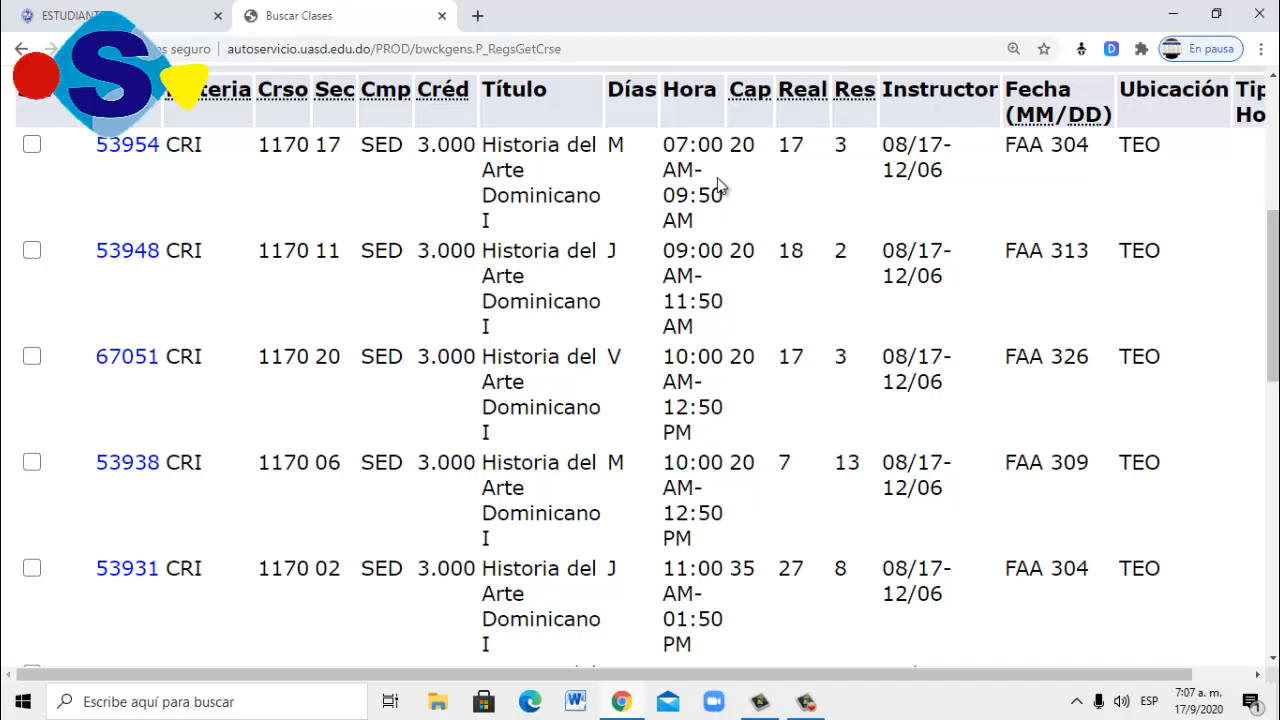 ESTUDIANT
Buscar Clases
es seguro
autoservicio.uasd.edu.do/PROD/bwckgens.P_RegsGetCrse
En pausa
S
teria Crso Sec Cmp Créd Título Días Hora Cap Real Res Instructor Fecha (MM/DD) Ubicación Tip Ho
53954 CRI 1170 17 SED 3.000 Historia del M 07:00 20 17 3 08/17- FAA 304 TEO
Arte AM- 12/06
Dominicano 09:50
I AM
53948 CRI 1170 11 SED 3.000 Historia del J 09:00 20 18 2 08/17- FAA 313 TEO
Arte AM- 12/06
Dominicano 11:50
I AM
67051 CRI 1170 20 SED 3.000 Historia del V 10:00 20 17 3 08/17- FAA 326 TEO
Arte AM- 12/06
Dominicano 12:50
I PM
53938 CRI 1170 06 SED 3.000 Historia del M 10:00 20 7 13 08/17- FAA 309 TEO
Arte AM- 12/06
Dominicano 12:50
I PM
53931 CRI 1170 02 SED 3.000 Historia del J 11:00 35 27 8 08/17- FAA 304 TEO
Arte AM- 12/06
Dominicano 01:50
I PM
Escribe aquí para buscar
ESP
7:07 a. m.
17/9/2020